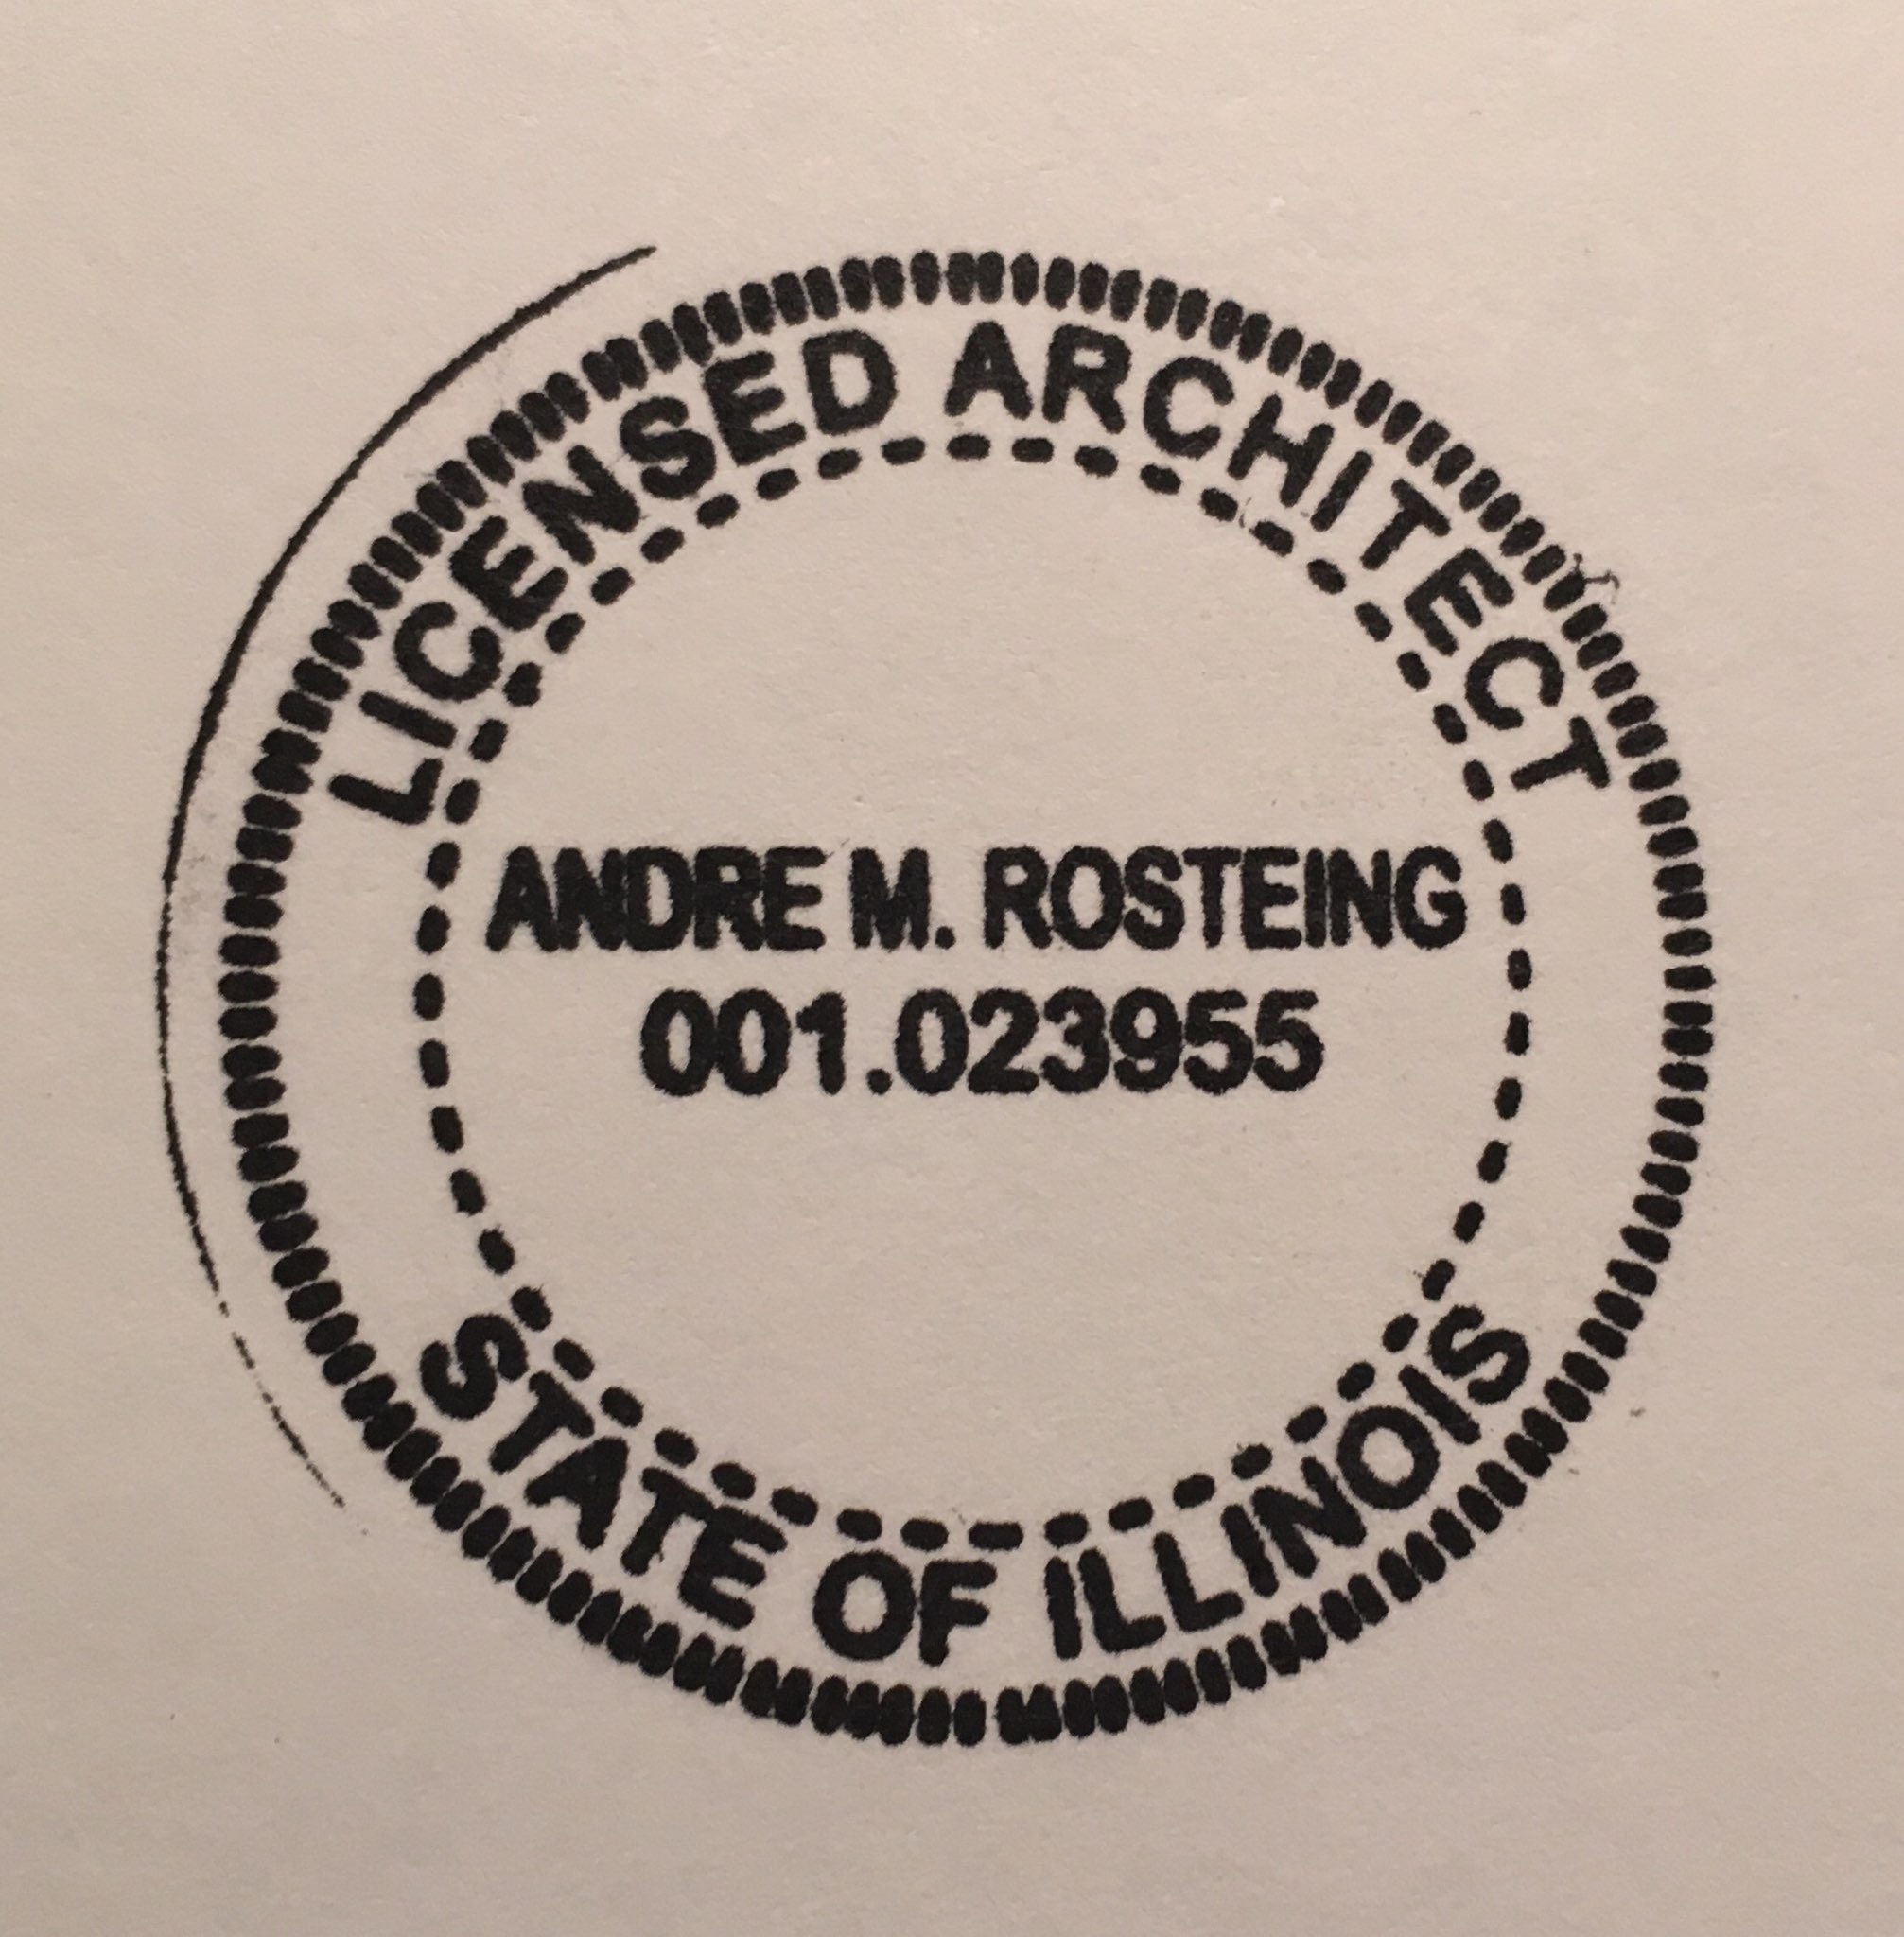 LICENSED ARCHITECT
ANDRE M. ROSTEING
001.023955
STATE OF ILLINOIS